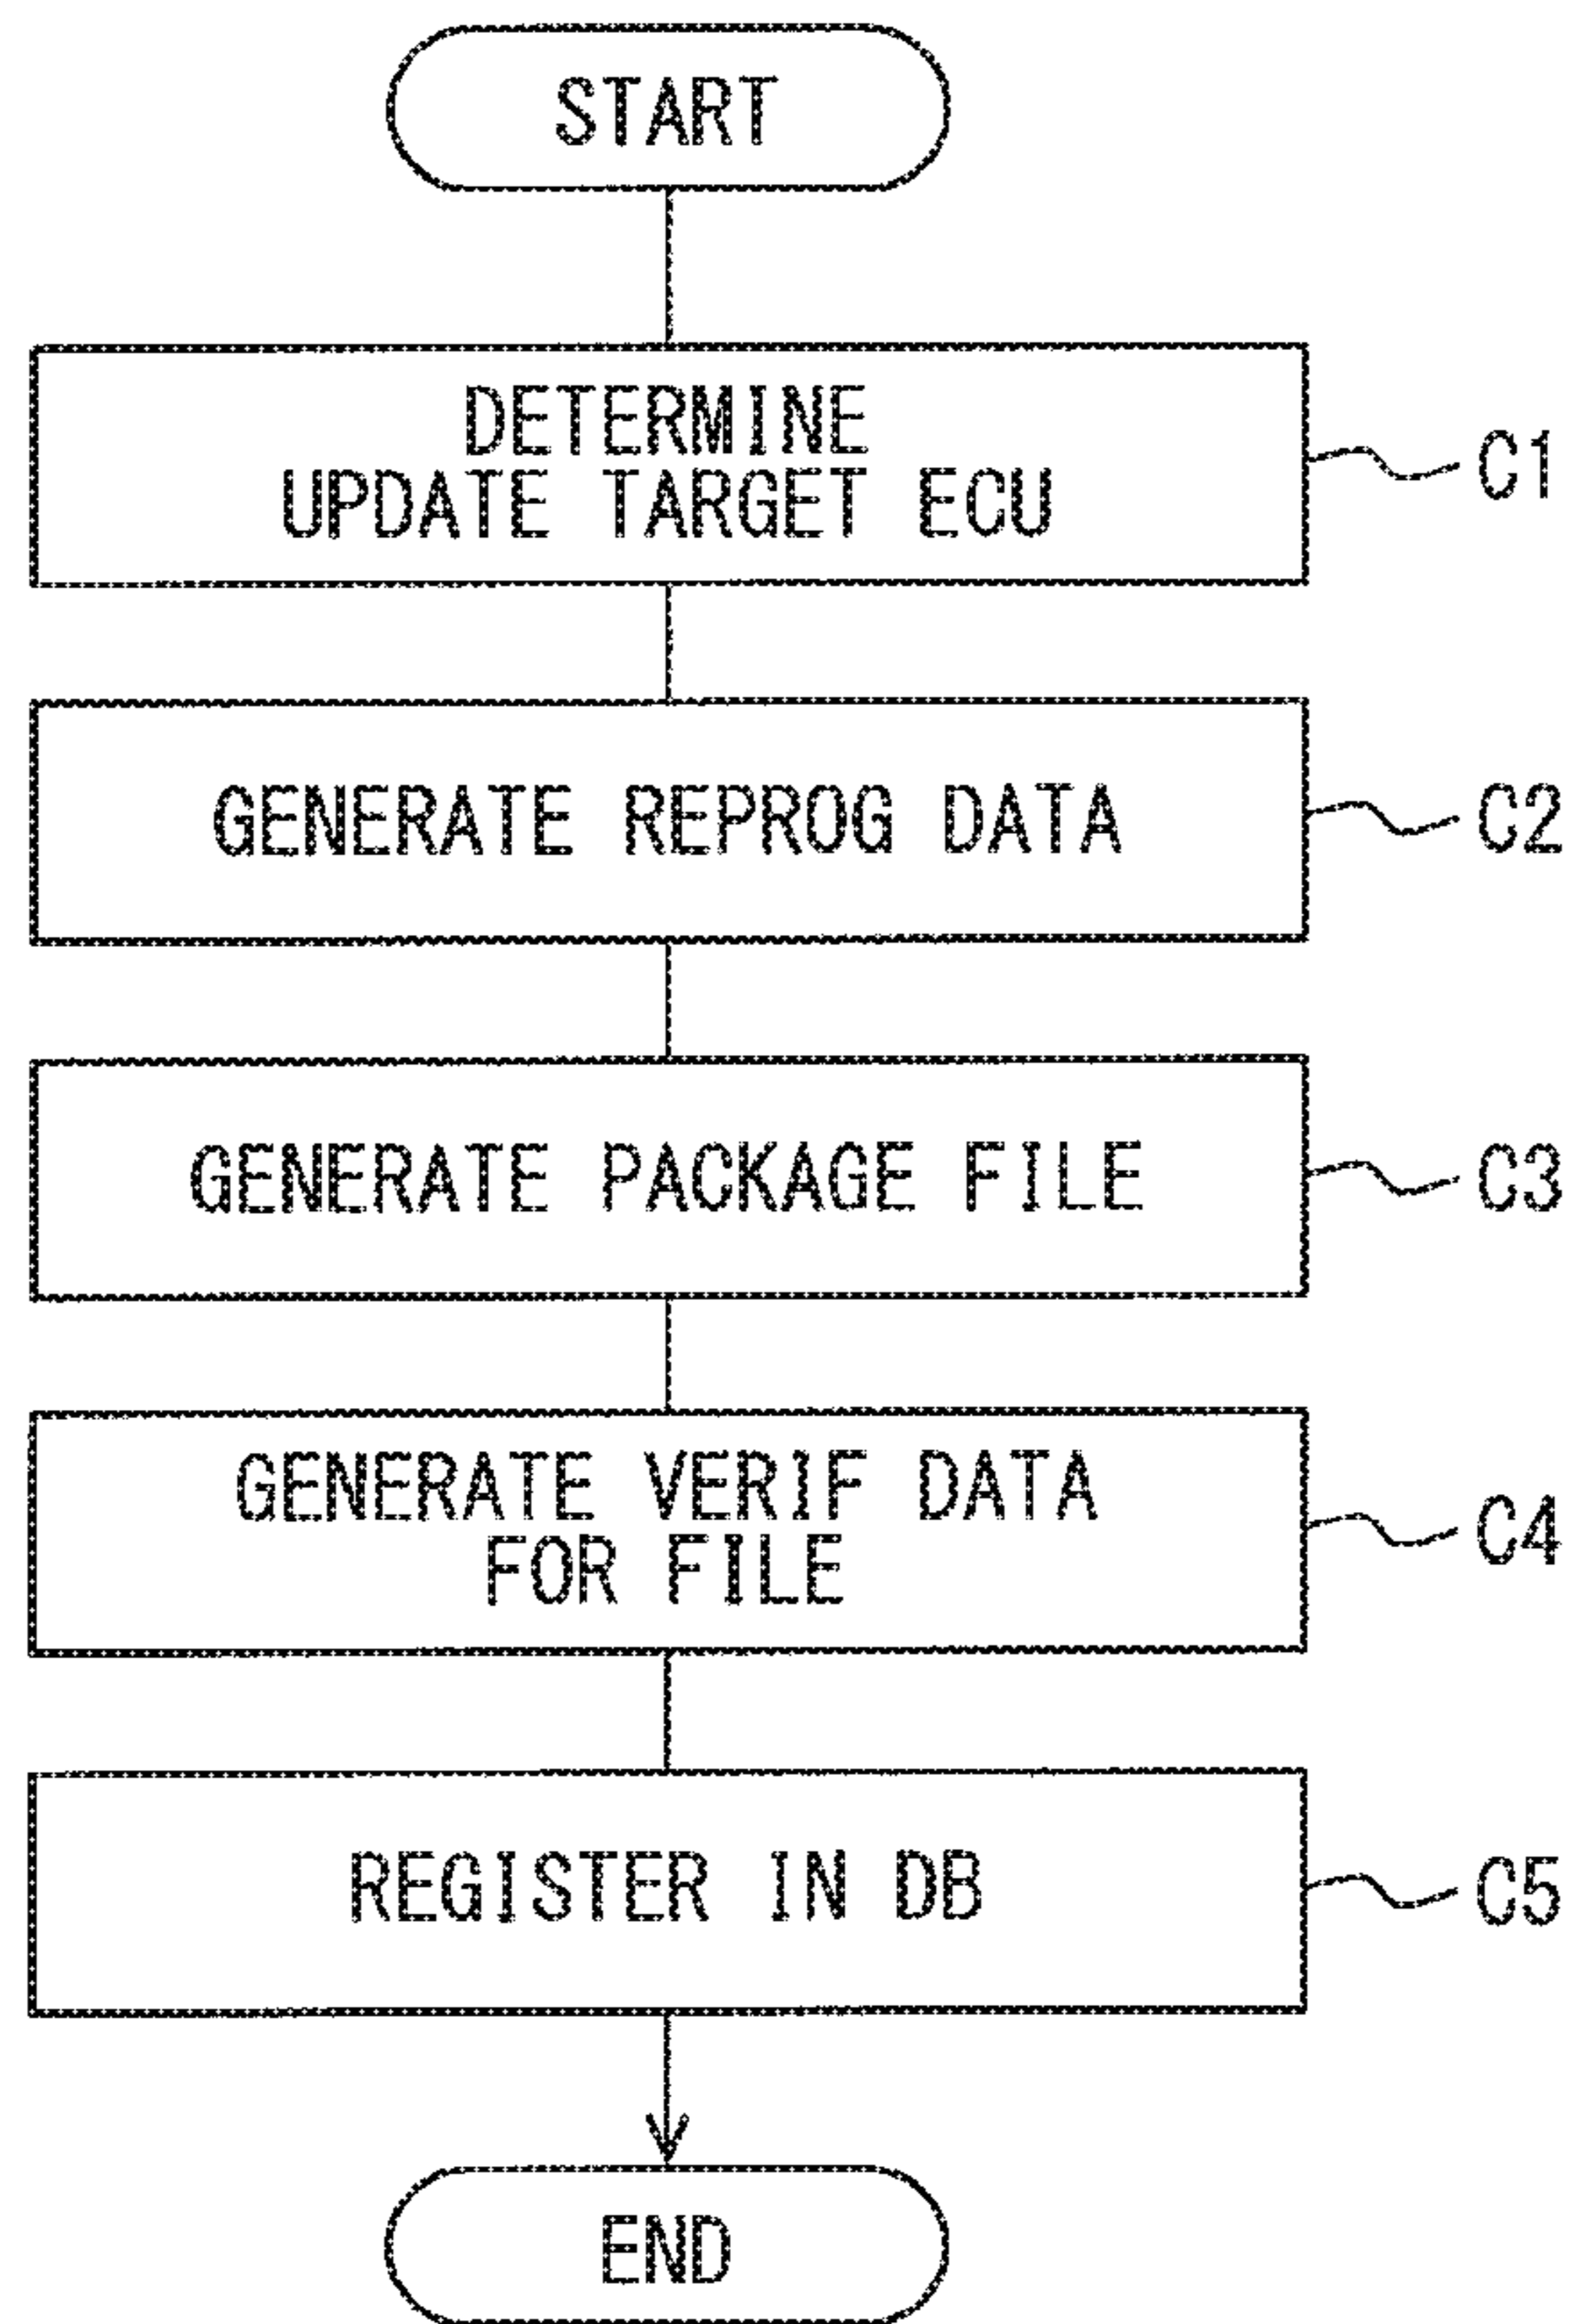 START
DETERMINE
UPDATE TARGET ECU
C1
GENERATE REPROG DATA
C2
GENERATE PACKAGE FILE
C3
GENERATE VERIF DATA
FOR FILE
C4
REGISTER IN DB
C5
END